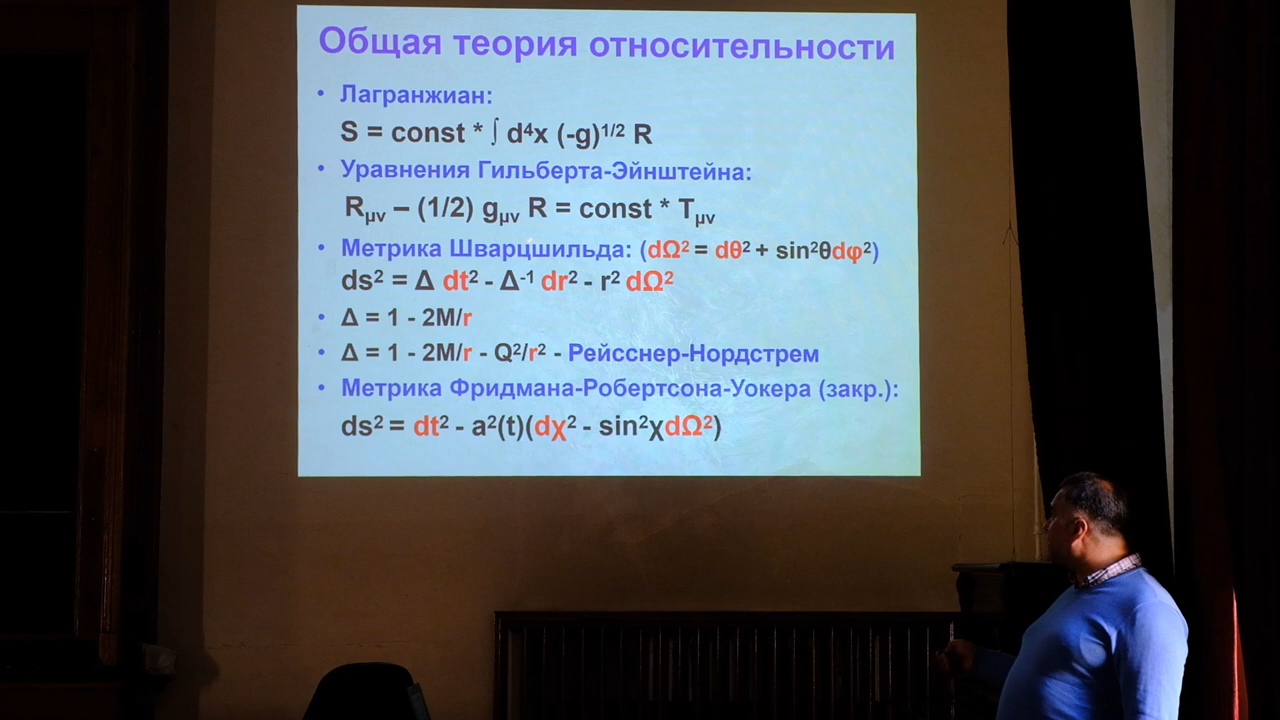 Общая теория относительности
• Лагранжиан:
S = const * ∫ d⁴x (-g)¹ᐟ² R
• Уравнения Гильберта-Эйнштейна:
Rμν – (1/2) gμν R = const * Tμν
• Метрика Шварцшильда: (dΩ² = dθ² + sin²θdφ²)
ds² = Δ dt² - Δ⁻¹ dr² - r² dΩ²
• Δ = 1 - 2M/r
• Δ = 1 - 2M/r - Q²/r² - Рейсснер-Нордстрем
• Метрика Фридмана-Робертсона-Уокера (закр.):
ds² = dt² - a²(t)(dχ² - sin²χdΩ²)